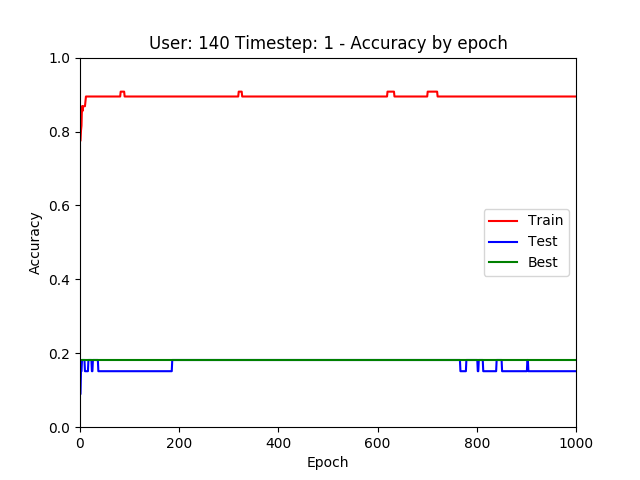 User: 140 Timestep: 1 - Accuracy by epoch
1.0
0.8
0.6
0.4
0.2
0.0
Accuracy
Train
Test
Best
0 200 400 600 800 1000
Epoch